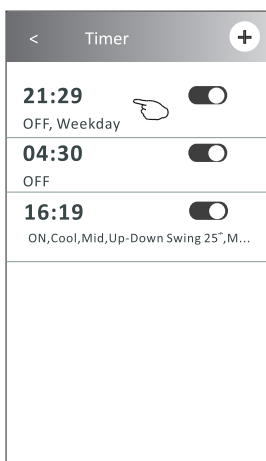 < Timer +
21:29
OFF, Weekday
04:30
OFF
16:19
ON,Cool,Mid,Up-Down Swing 25°,M...